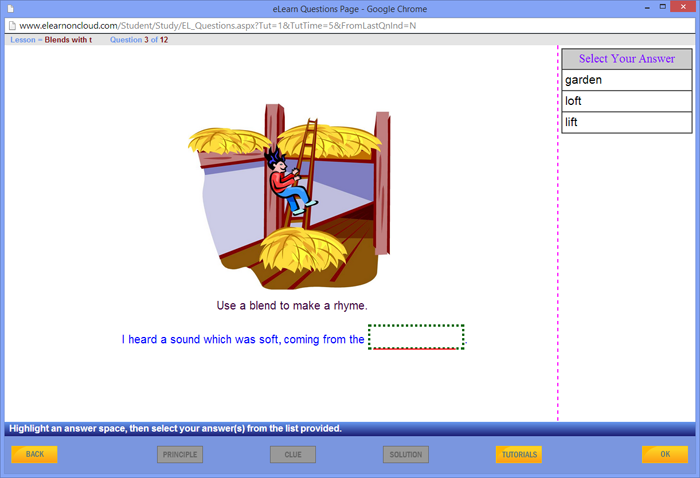 eLearn Questions Page - Google Chrome
www.elearnoncloud.com/Student/Study/EL_Questions.aspx?Tut=1&TutTime=5&FromLastQnInd=N
Lesson = Blends with t Question 3 of 12
Select Your Answer
garden
loft
lift
Use a blend to make a rhyme.
I heard a sound which was soft, coming from the ____________.
Highlight an answer space, then select your answer(s) from the list provided.
BACK PRINCIPLE CLUE SOLUTION TUTORIALS OK